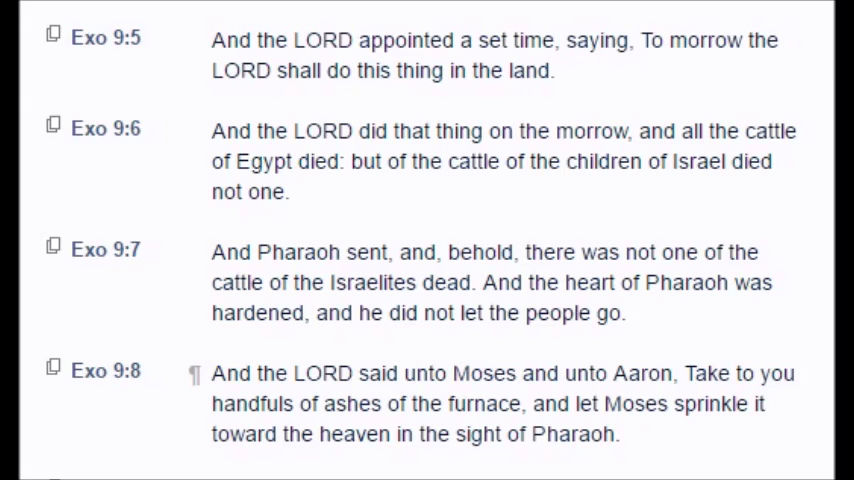 Exo 9:5 And the LORD appointed a set time, saying, To morrow the
LORD shall do this thing in the land.
Exo 9:6 And the LORD did that thing on the morrow, and all the cattle
of Egypt died: but of the cattle of the children of Israel died
not one.
Exo 9:7 And Pharaoh sent, and, behold, there was not one of the
cattle of the Israelites dead. And the heart of Pharaoh was
hardened, and he did not let the people go.
Exo 9:8 ¶ And the LORD said unto Moses and unto Aaron, Take to you
handfuls of ashes of the furnace, and let Moses sprinkle it
toward the heaven in the sight of Pharaoh.